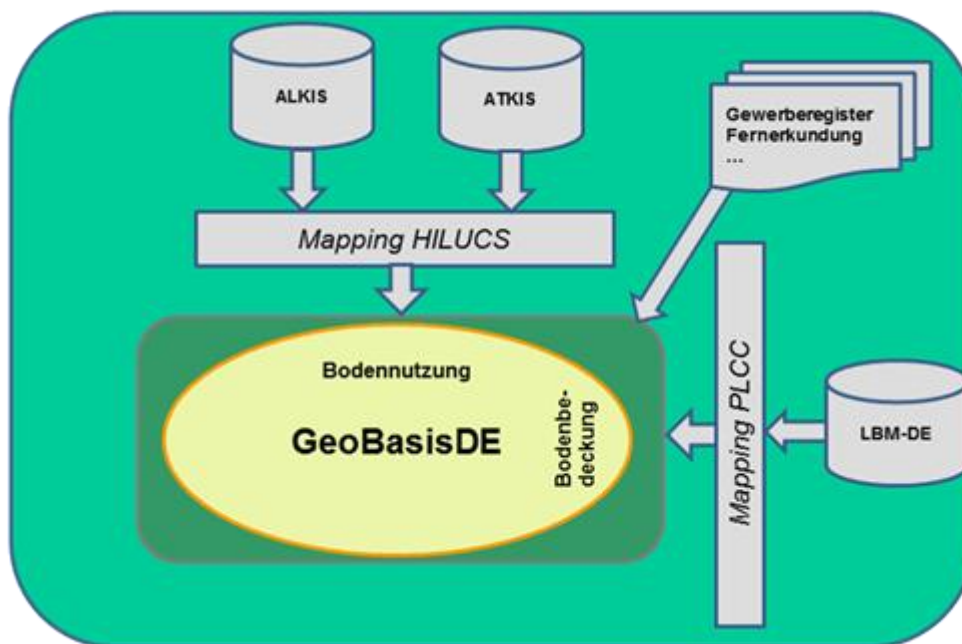 ALKIS
ATKIS
Gewerberegister
Fernerkundung
...
Mapping HILUCS
Bodennutzung
GeoBasisDE
Bodenbe-
deckung
Mapping PLCC
LBM-DE